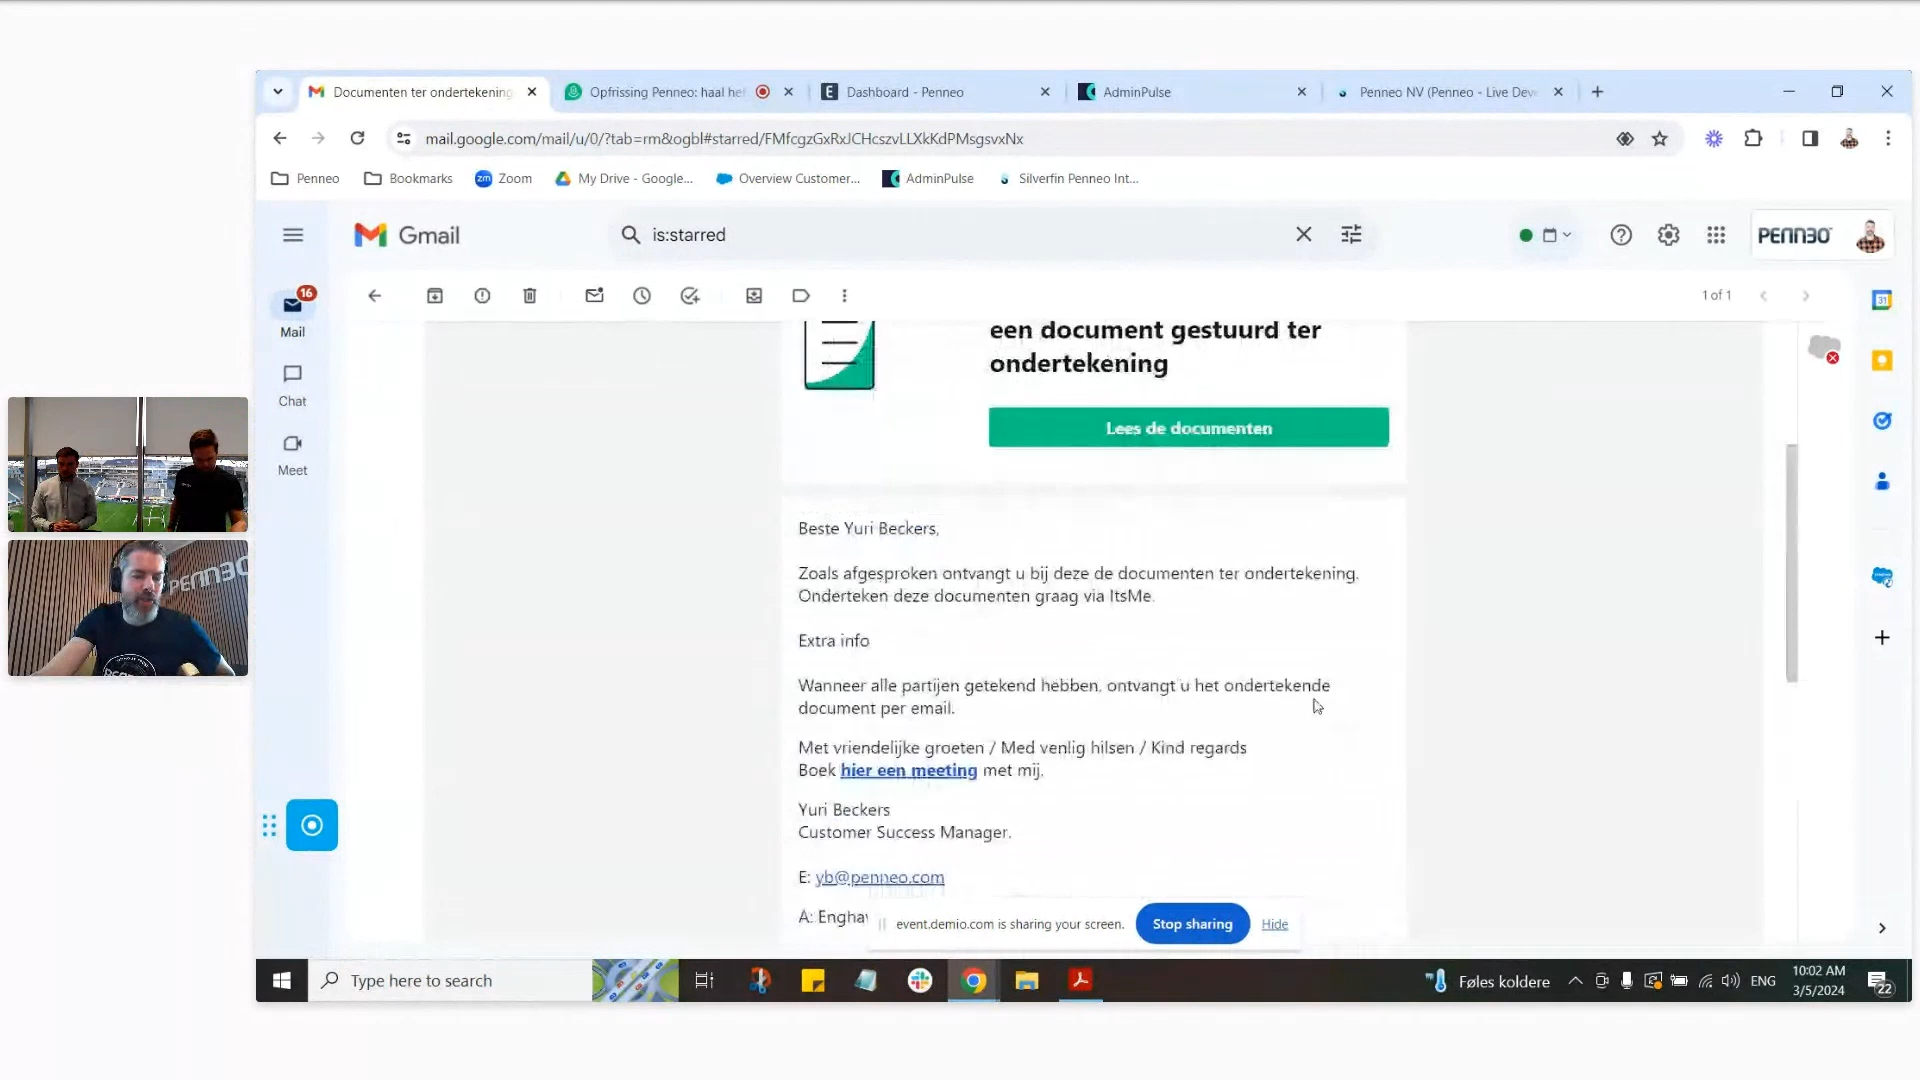 Documenten ter ondertekening
Opfrissing Penneo: haal het
Dashboard - Penneo
AdminPulse
Penneo NV (Penneo - Live Dev
mail.google.com/mail/u/0/?tab=rm&ogbl#starred/FMfcgzGxRxJCHcszvLLXkKdPMsgsvxNx
Penneo
Bookmarks
Zoom
My Drive - Google...
Overview Customer...
AdminPulse
Silverfin Penneo Int...
Gmail
is:starred
PENN3O
16
Mail
Chat
Meet
1 of 1
een document gestuurd ter
ondertekening
Lees de documenten
Beste Yuri Beckers,
Zoals afgesproken ontvangt u bij deze de documenten ter ondertekening.
Onderteken deze documenten graag via ItsMe.
Extra info
Wanneer alle partijen getekend hebben, ontvangt u het ondertekende
document per email.
Met vriendelijke groeten / Med venlig hilsen / Kind regards
Boek hier een meeting met mij.
Yuri Beckers
Customer Success Manager.
E: yb@penneo.com
A: Engha
event.demio.com is sharing your screen.
Stop sharing
Hide
PENN3O
31
Type here to search
Føles koldere
ENG
10:02 AM
3/5/2024
22